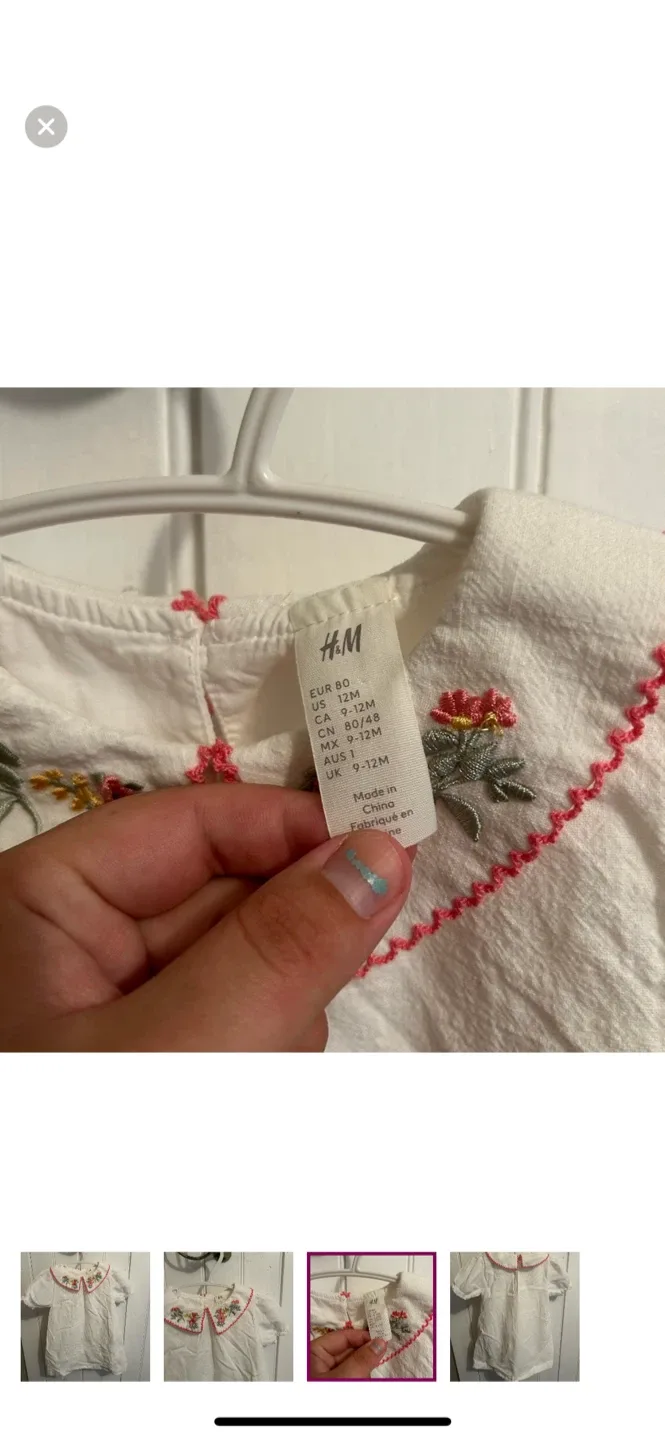 H&M
EUR 80
US 12M
CA 9-12M
CN 80/48
MX 9-12M
AUS 1
UK 9-12M
Made in
China
Fabriqué en
ine